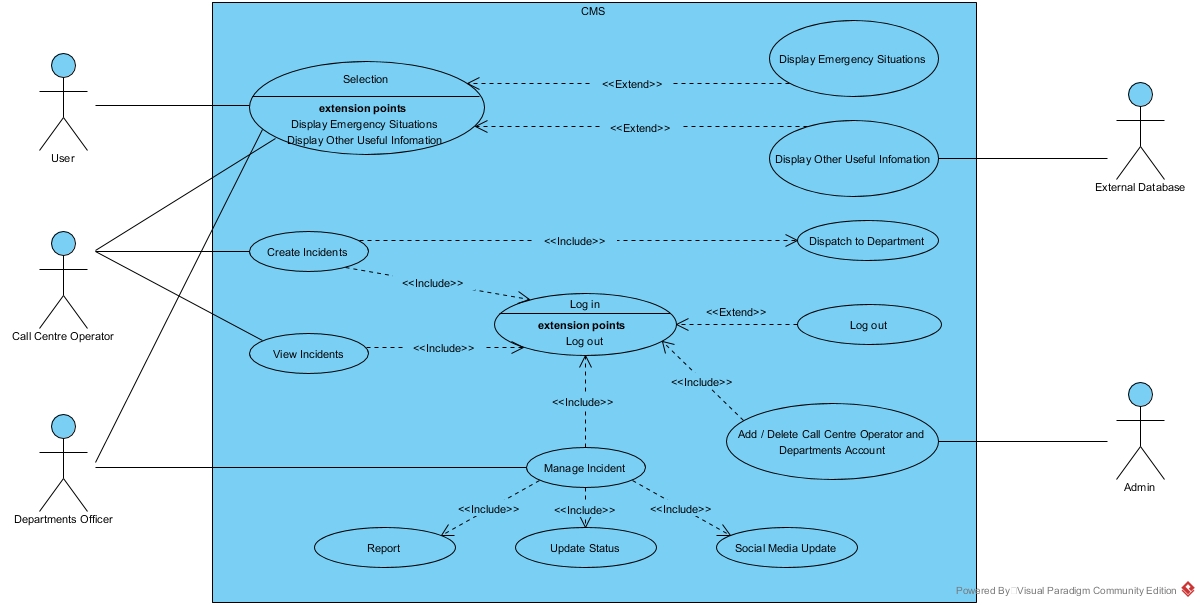 CMS
Selection
extension points
Display Emergency Situations
Display Other Useful Infomation
<<Extend>>
Display Emergency Situations
<<Extend>>
Display Other Useful Infomation
User
External Database
Create Incidents
<<Include>>
Dispatch to Department
<<Include>>
Call Centre Operator
Log in
extension points
Log out
<<Extend>>
Log out
View Incidents
<<Include>>
<<Include>>
<<Include>>
Add / Delete Call Centre Operator and
Departments Account
Admin
Manage Incident
Departments Officer
<<Include>>
<<Include>>
<<Include>>
Report
Update Status
Social Media Update
Powered By Visual Paradigm Community Edition